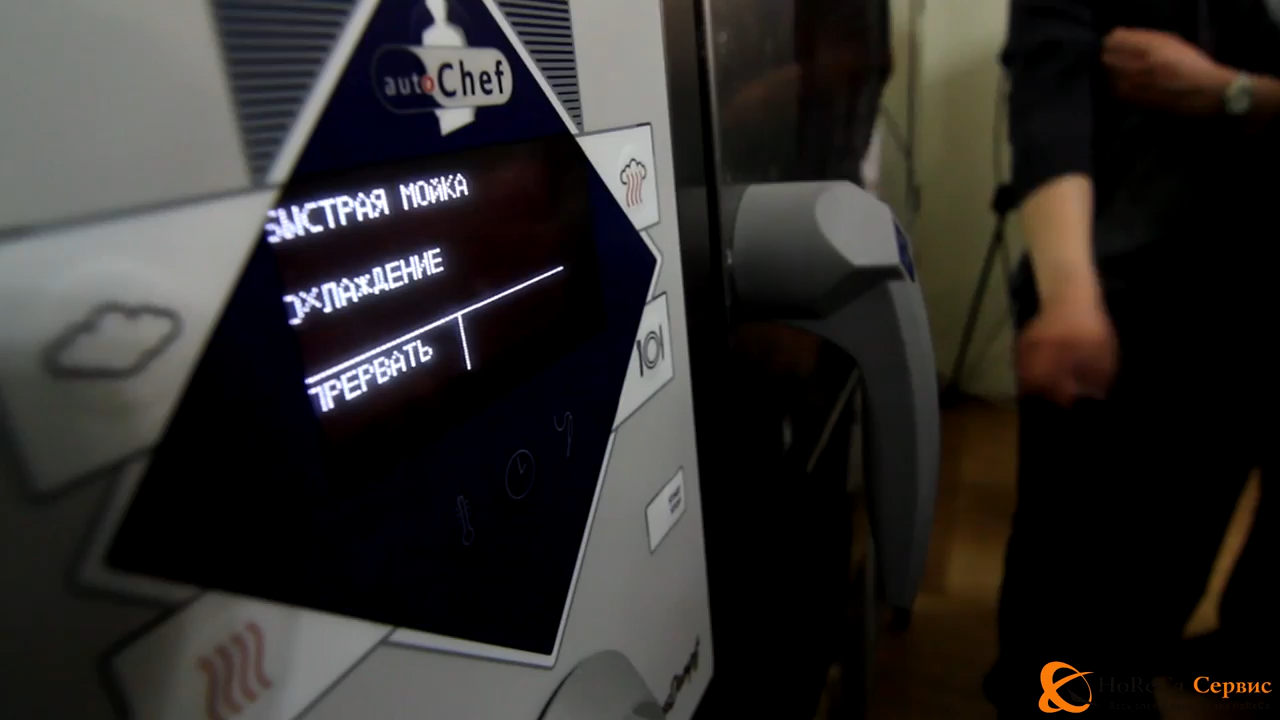 autoChef
БЫСТРАЯ МОЙКА
ОХЛАЖДЕНИЕ
ПРЕРВАТЬ
HoReCa Сервис